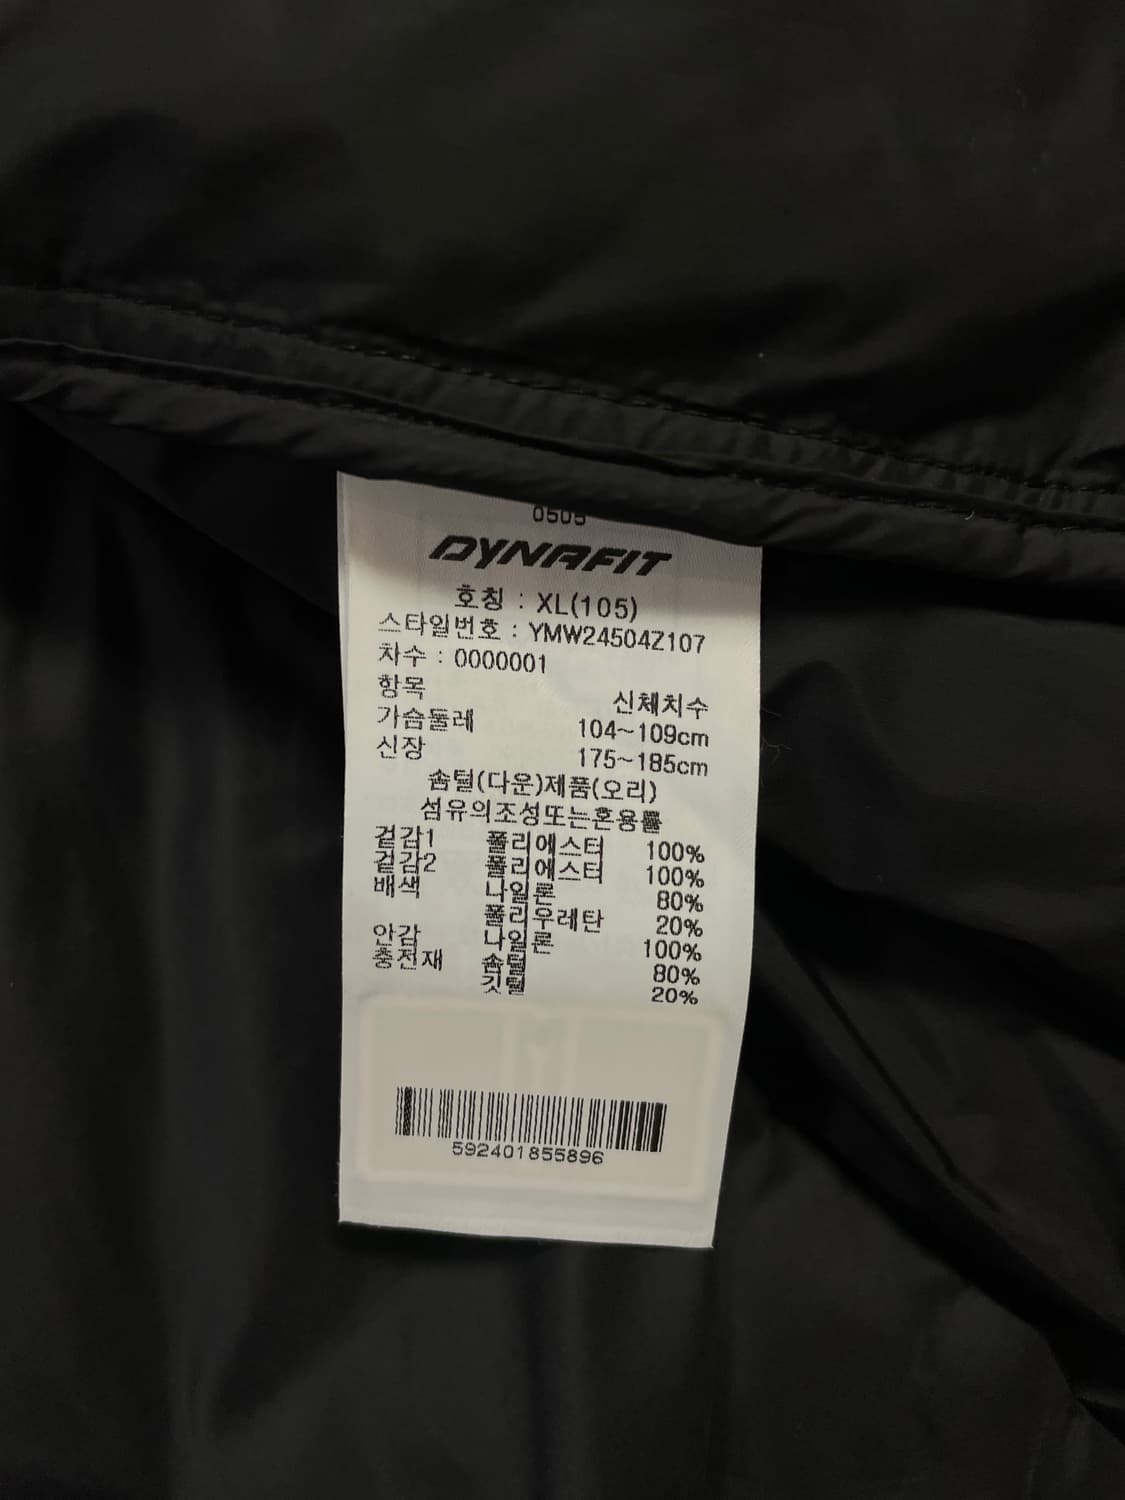 0505
DYNAFIT
호칭 : XL(105)
스타일번호 : YMW24504Z107
차수 : 0000001
항목 신체치수
가슴둘레 104~109cm
신장 175~185cm
솜털(다운)제품(오리)
섬유의조성또는혼용률
겉감1 폴리에스터 100%
겉감2 폴리에스터 100%
배색 나일론 80%
폴리우레탄 20%
안감 나일론 100%
충전재 솜털 80%
깃털 20%
592401855896